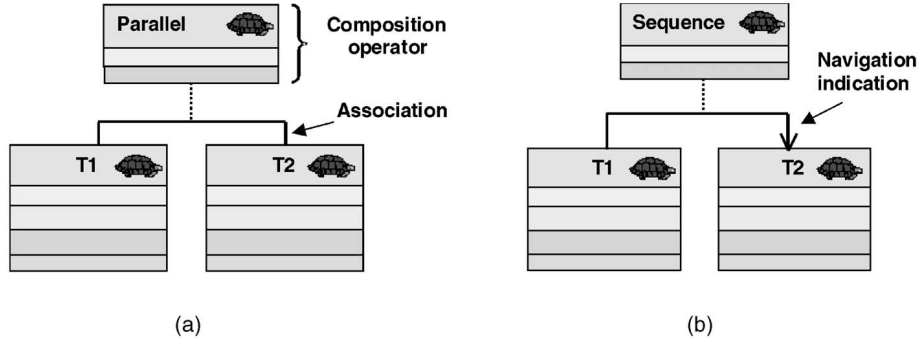 Parallel
Composition
operator
Association
T1
T2
(a)
Sequence
Navigation
indication
T1
T2
(b)